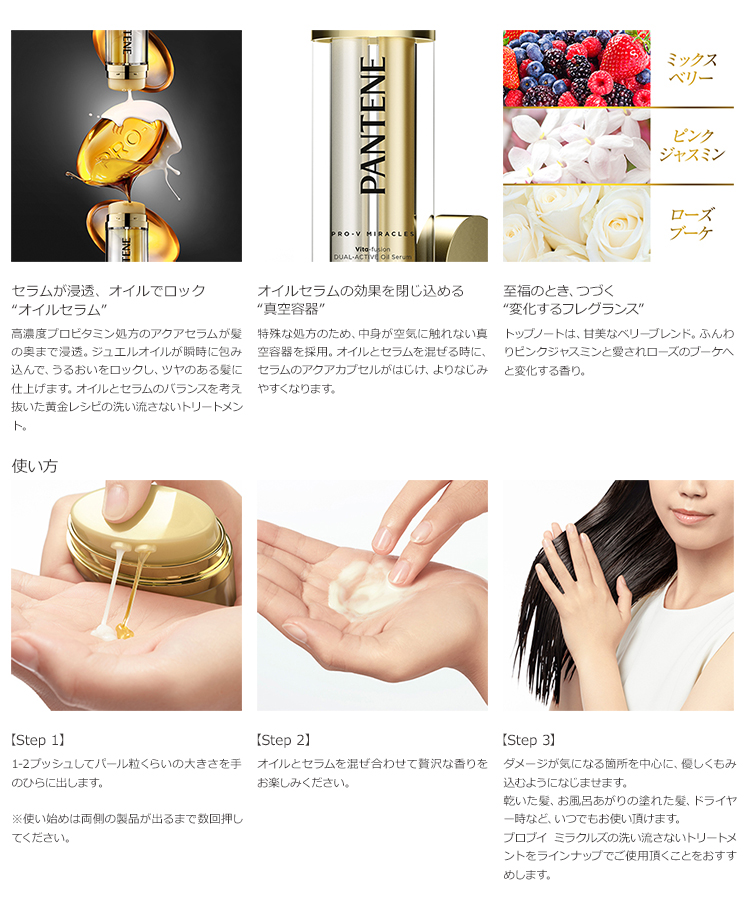 PANTENE
PRO-V
PANTENE
PRO-V MIRACLES
Vita-fusion
DUAL-ACTIVE Oil Serum
ミックス
ベリー
ピンク
ジャスミン
ローズ
ブーケ
セラムが浸透、オイルでロック
“オイルセラム”
高濃度プロビタミン処方のアクアセラムが髪
の奥まで浸透。ジュエルオイルが瞬時に包み
込んで、うるおいをロックし、ツヤのある髪に
仕上げます。オイルとセラムのバランスを考え
抜いた黄金レシピの洗い流さないトリートメン
ト。
オイルセラムの効果を閉じ込める
“真空容器”
特殊な処方のため、中身が空気に触れない真
空容器を採用。オイルとセラムを混ぜる時に、
セラムのアクアカプセルがはじけ、よりなじみ
やすくなります。
至福のとき、つづく
“変化するフレグランス”
トップノートは、甘美なベリーブレンド。ふんわ
りピンクジャスミンと愛されローズのブーケへ
と変化する香り。
使い方
【Step 1】
1-2プッシュしてパール粒くらいの大きさを手
のひらに出します。
※使い始めは両側の製品が出るまで数回押し
てください。
【Step 2】
オイルとセラムを混ぜ合わせて贅沢な香りを
お楽しみください。
【Step 3】
ダメージが気になる箇所を中心に、優しくもみ
込むようになじませます。
乾いた髪、お風呂あがりの塗れた髪、ドライヤ
ー時など、いつでもお使い頂けます。
プロブイ ミラクルズの洗い流さないトリートメ
ントをラインナップでご使用頂くことをおすす
めします。